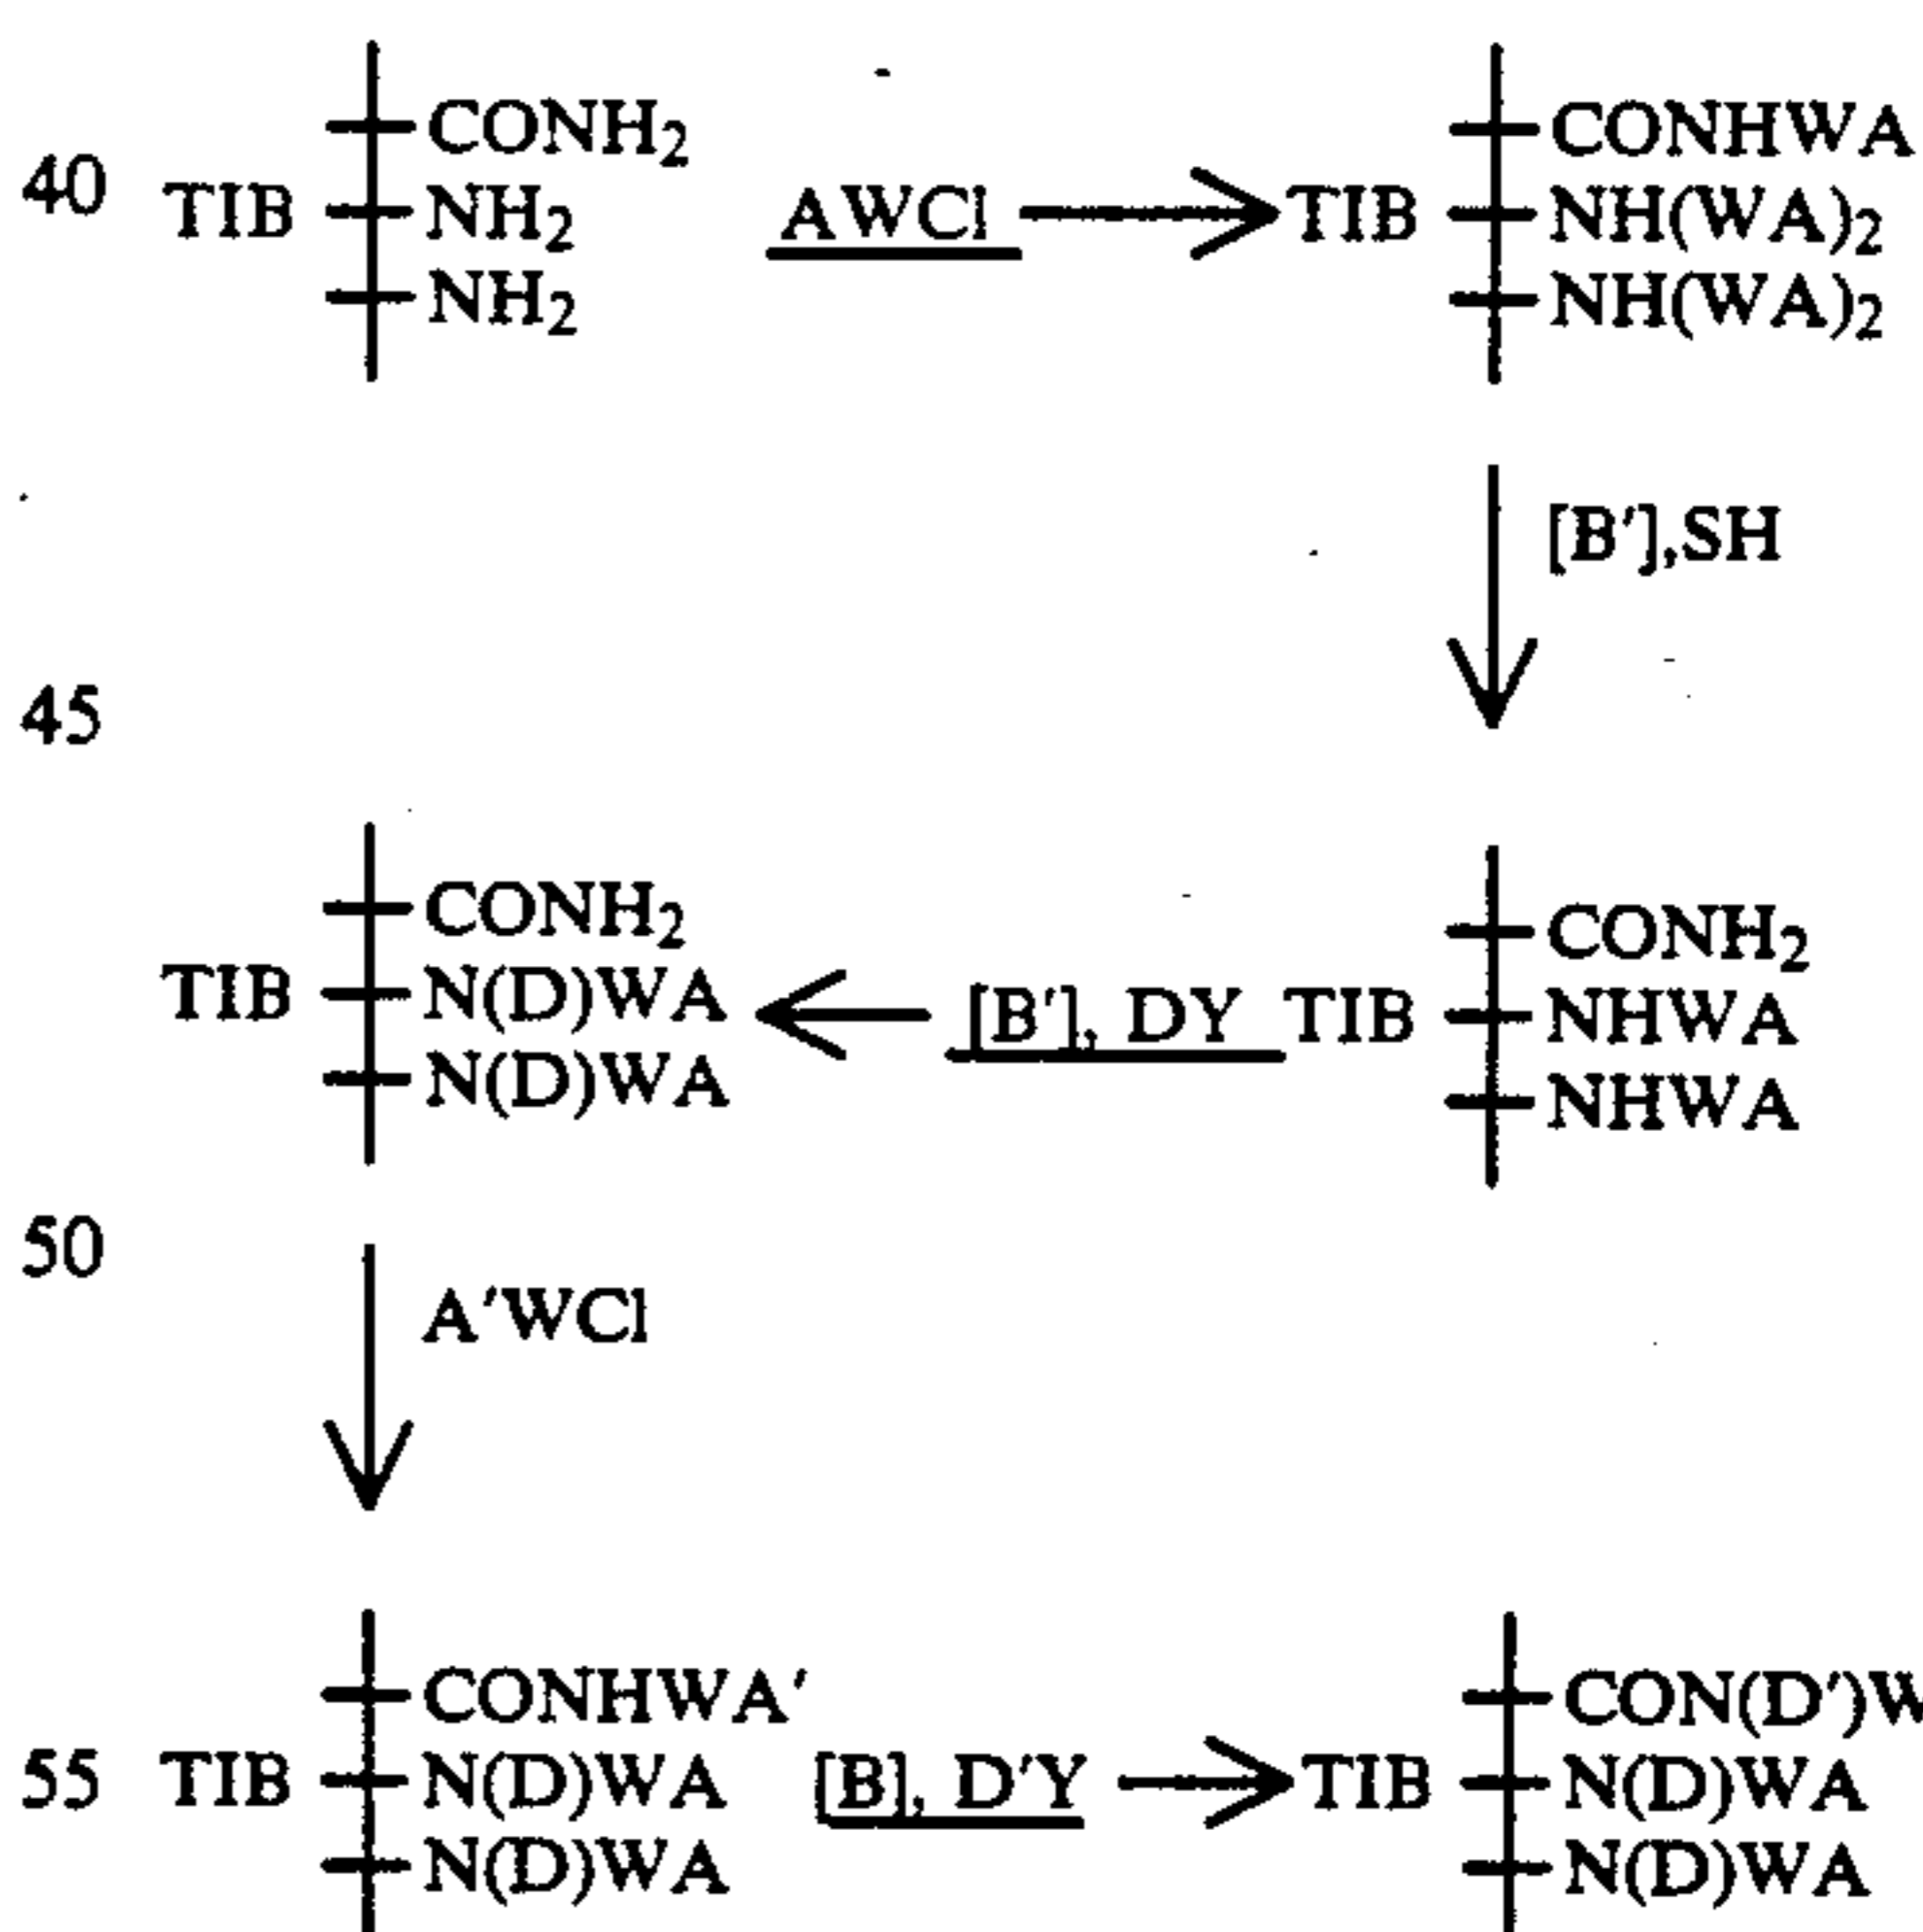 CONH₂ CONHWA
40 TIB NH₂ AWCl TIB NH(WA)₂
NH₂ NH(WA)₂
[B′],SH
45
CONH₂ CONH₂
TIB N(D)WA [B′], DY TIB NHWA
N(D)WA NHWA
50
A′WCl
CONHWA′ CON(D′)W
55 TIB N(D)WA [B], D′Y TIB N(D)WA
N(D)WA N(D)WA